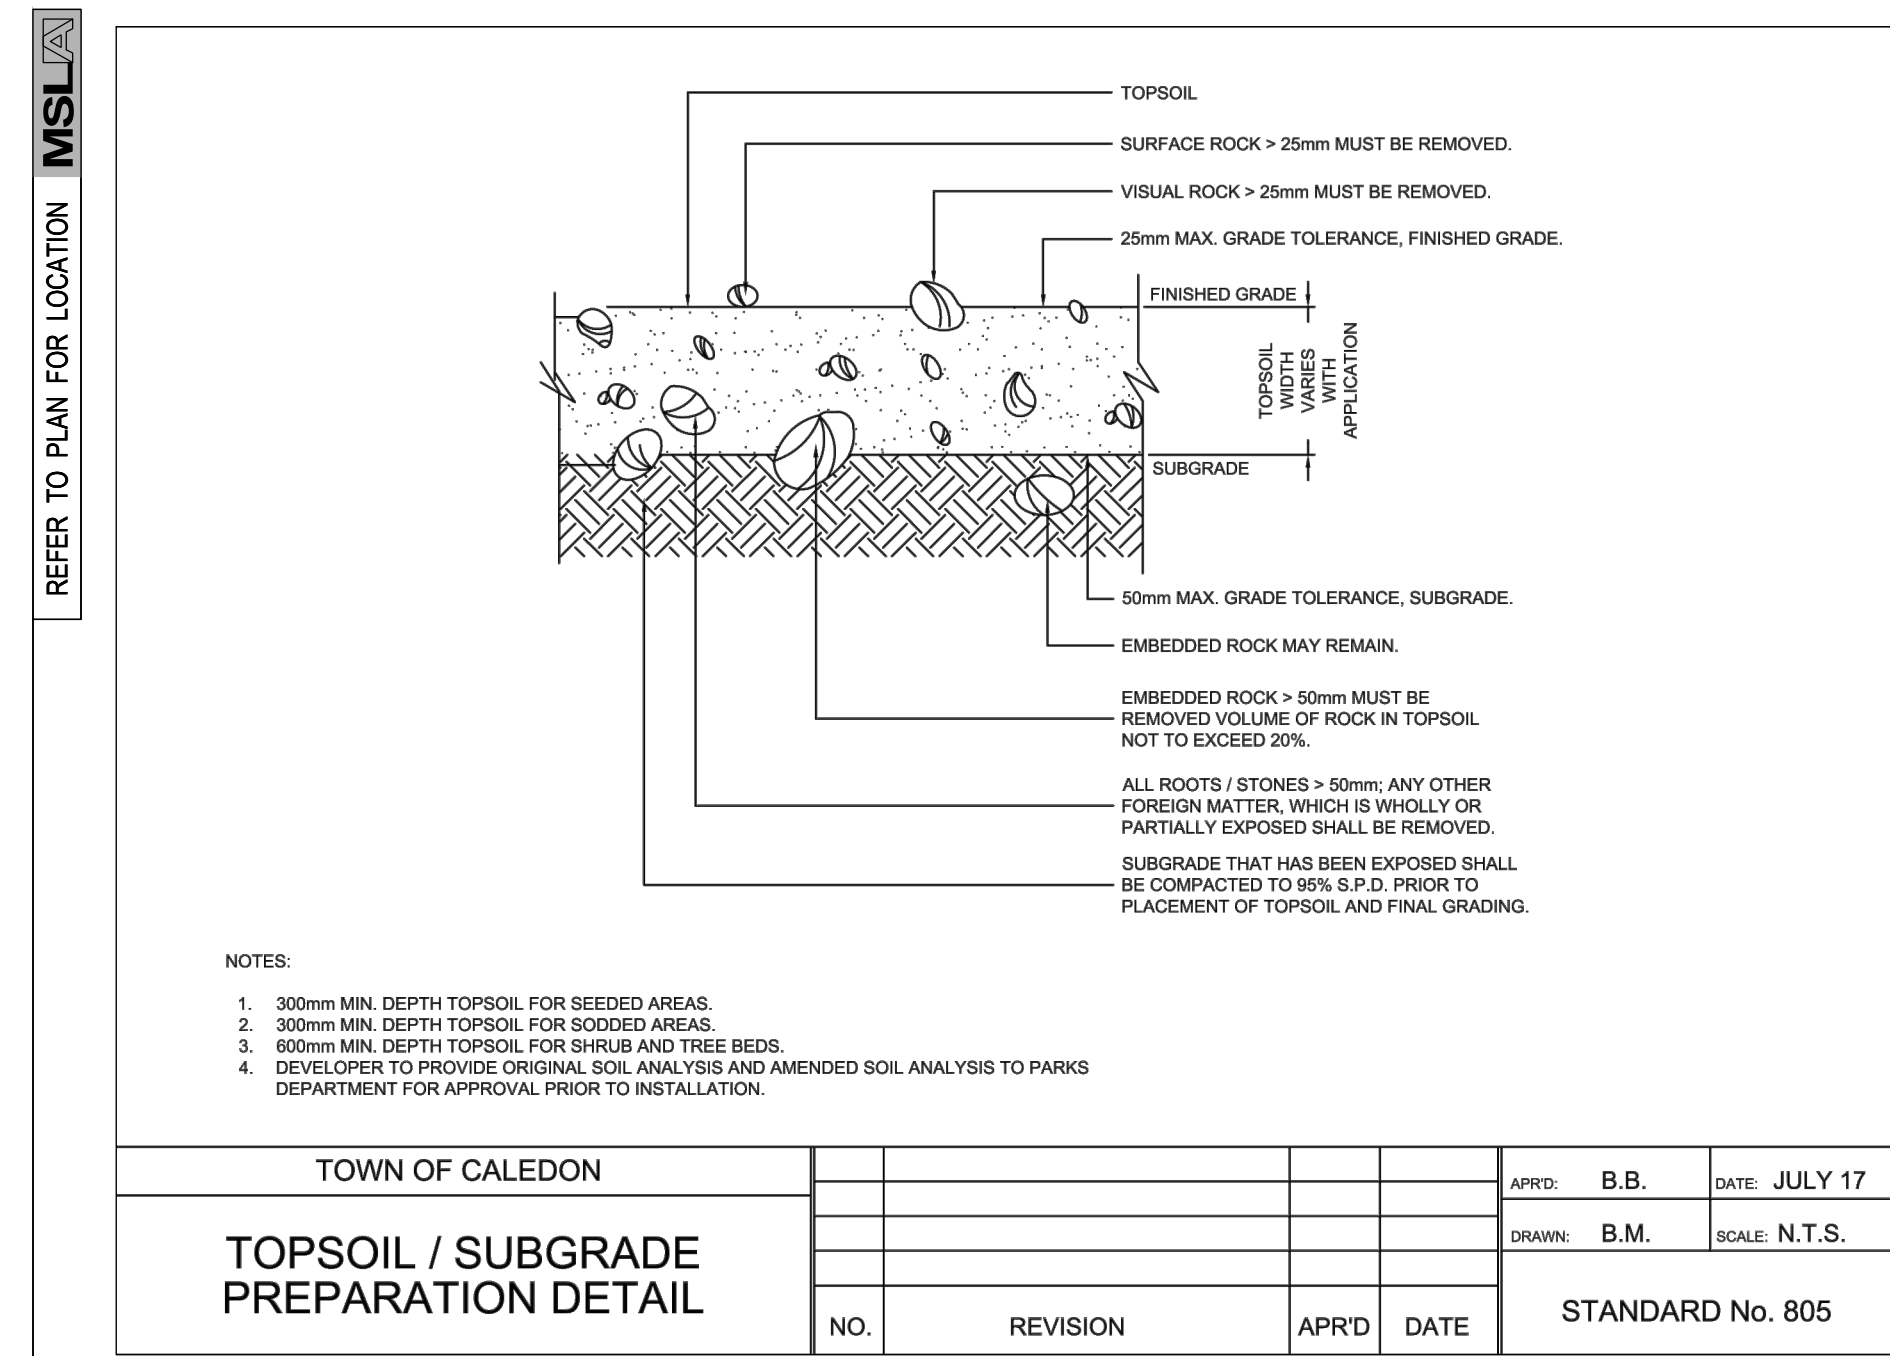 MSLA
REFER TO PLAN FOR LOCATION
TOPSOIL
SURFACE ROCK > 25mm MUST BE REMOVED.
VISUAL ROCK > 25mm MUST BE REMOVED.
25mm MAX. GRADE TOLERANCE, FINISHED GRADE.
FINISHED GRADE
TOPSOIL
WIDTH
VARIES
WITH
APPLICATION
SUBGRADE
50mm MAX. GRADE TOLERANCE, SUBGRADE.
EMBEDDED ROCK MAY REMAIN.
EMBEDDED ROCK > 50mm MUST BE
REMOVED VOLUME OF ROCK IN TOPSOIL
NOT TO EXCEED 20%.
ALL ROOTS / STONES > 50mm; ANY OTHER
FOREIGN MATTER, WHICH IS WHOLLY OR
PARTIALLY EXPOSED SHALL BE REMOVED.
SUBGRADE THAT HAS BEEN EXPOSED SHALL
BE COMPACTED TO 95% S.P.D. PRIOR TO
PLACEMENT OF TOPSOIL AND FINAL GRADING.
NOTES:
1. 300mm MIN. DEPTH TOPSOIL FOR SEEDED AREAS.
2. 300mm MIN. DEPTH TOPSOIL FOR SODDED AREAS.
3. 600mm MIN. DEPTH TOPSOIL FOR SHRUB AND TREE BEDS.
4. DEVELOPER TO PROVIDE ORIGINAL SOIL ANALYSIS AND AMENDED SOIL ANALYSIS TO PARKS
DEPARTMENT FOR APPROVAL PRIOR TO INSTALLATION.
TOWN OF CALEDON
TOPSOIL / SUBGRADE
PREPARATION DETAIL
NO. REVISION APR'D DATE
APR'D: B.B. DATE: JULY 17
DRAWN: B.M. SCALE: N.T.S.
STANDARD No. 805